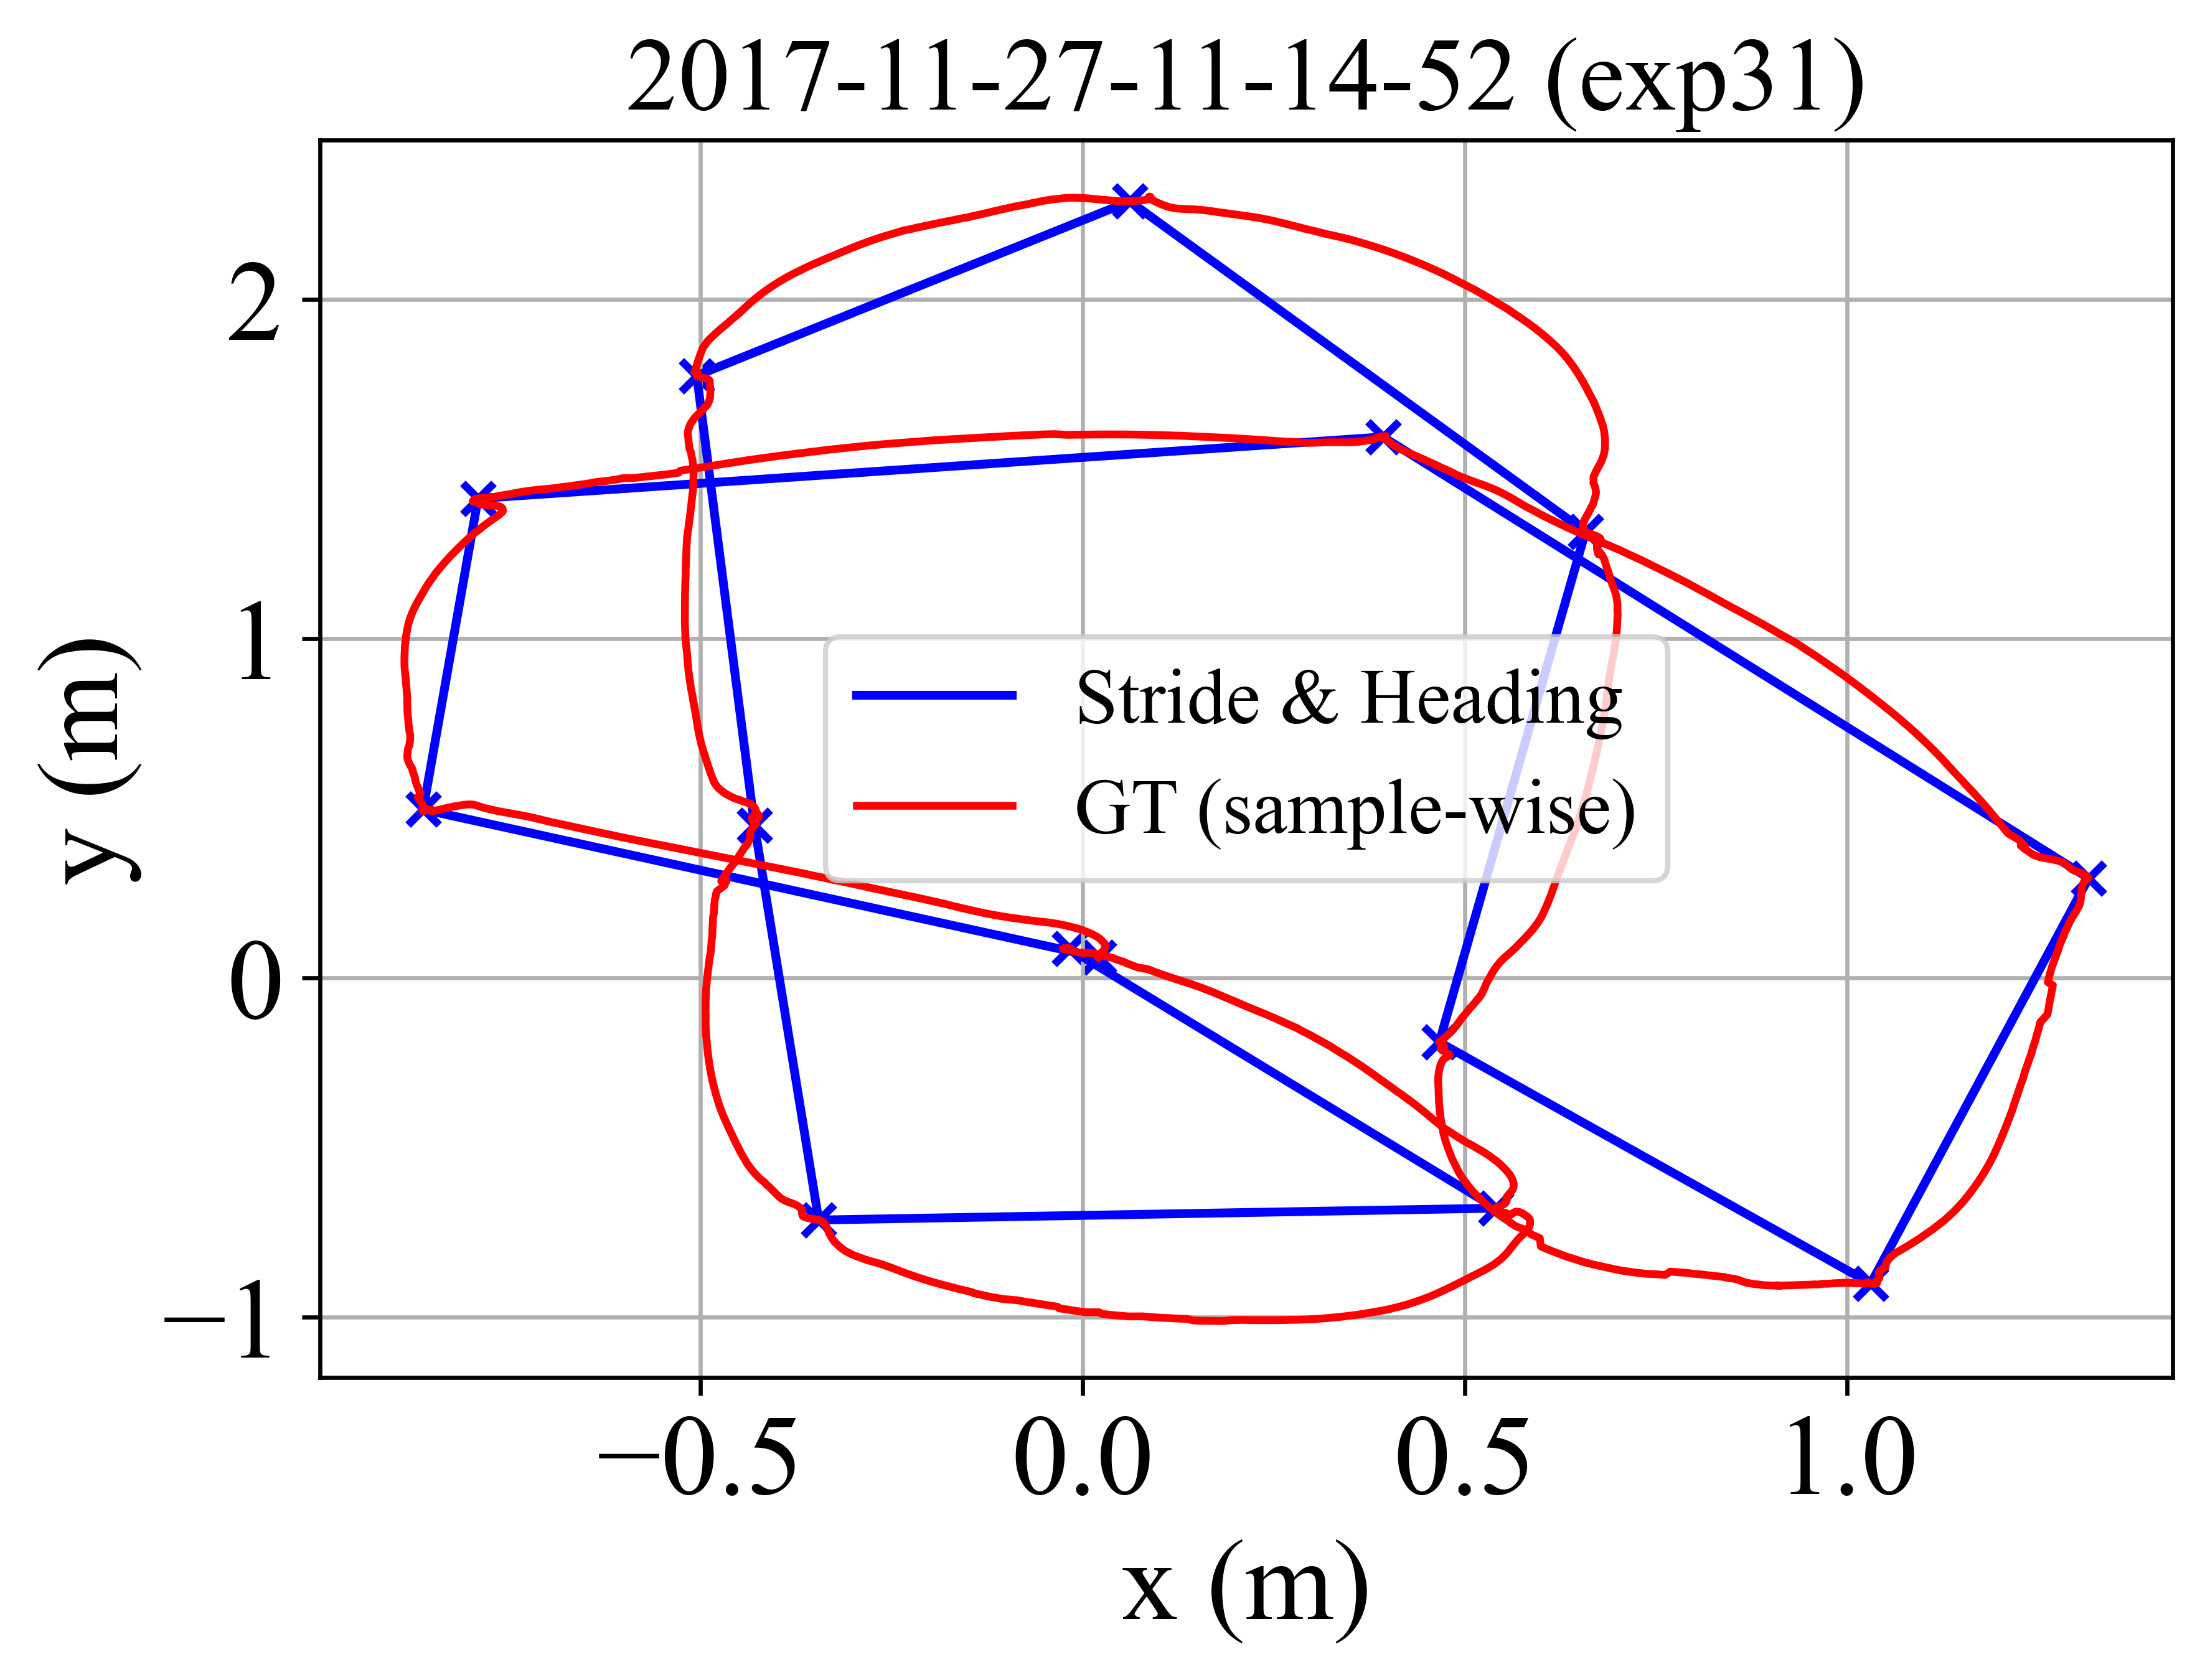 2017-11-27-11-14-52 (exp31)
y (m)
2
1
0
−1
Stride & Heading
GT (sample-wise)
−0.5 0.0 0.5 1.0
x (m)